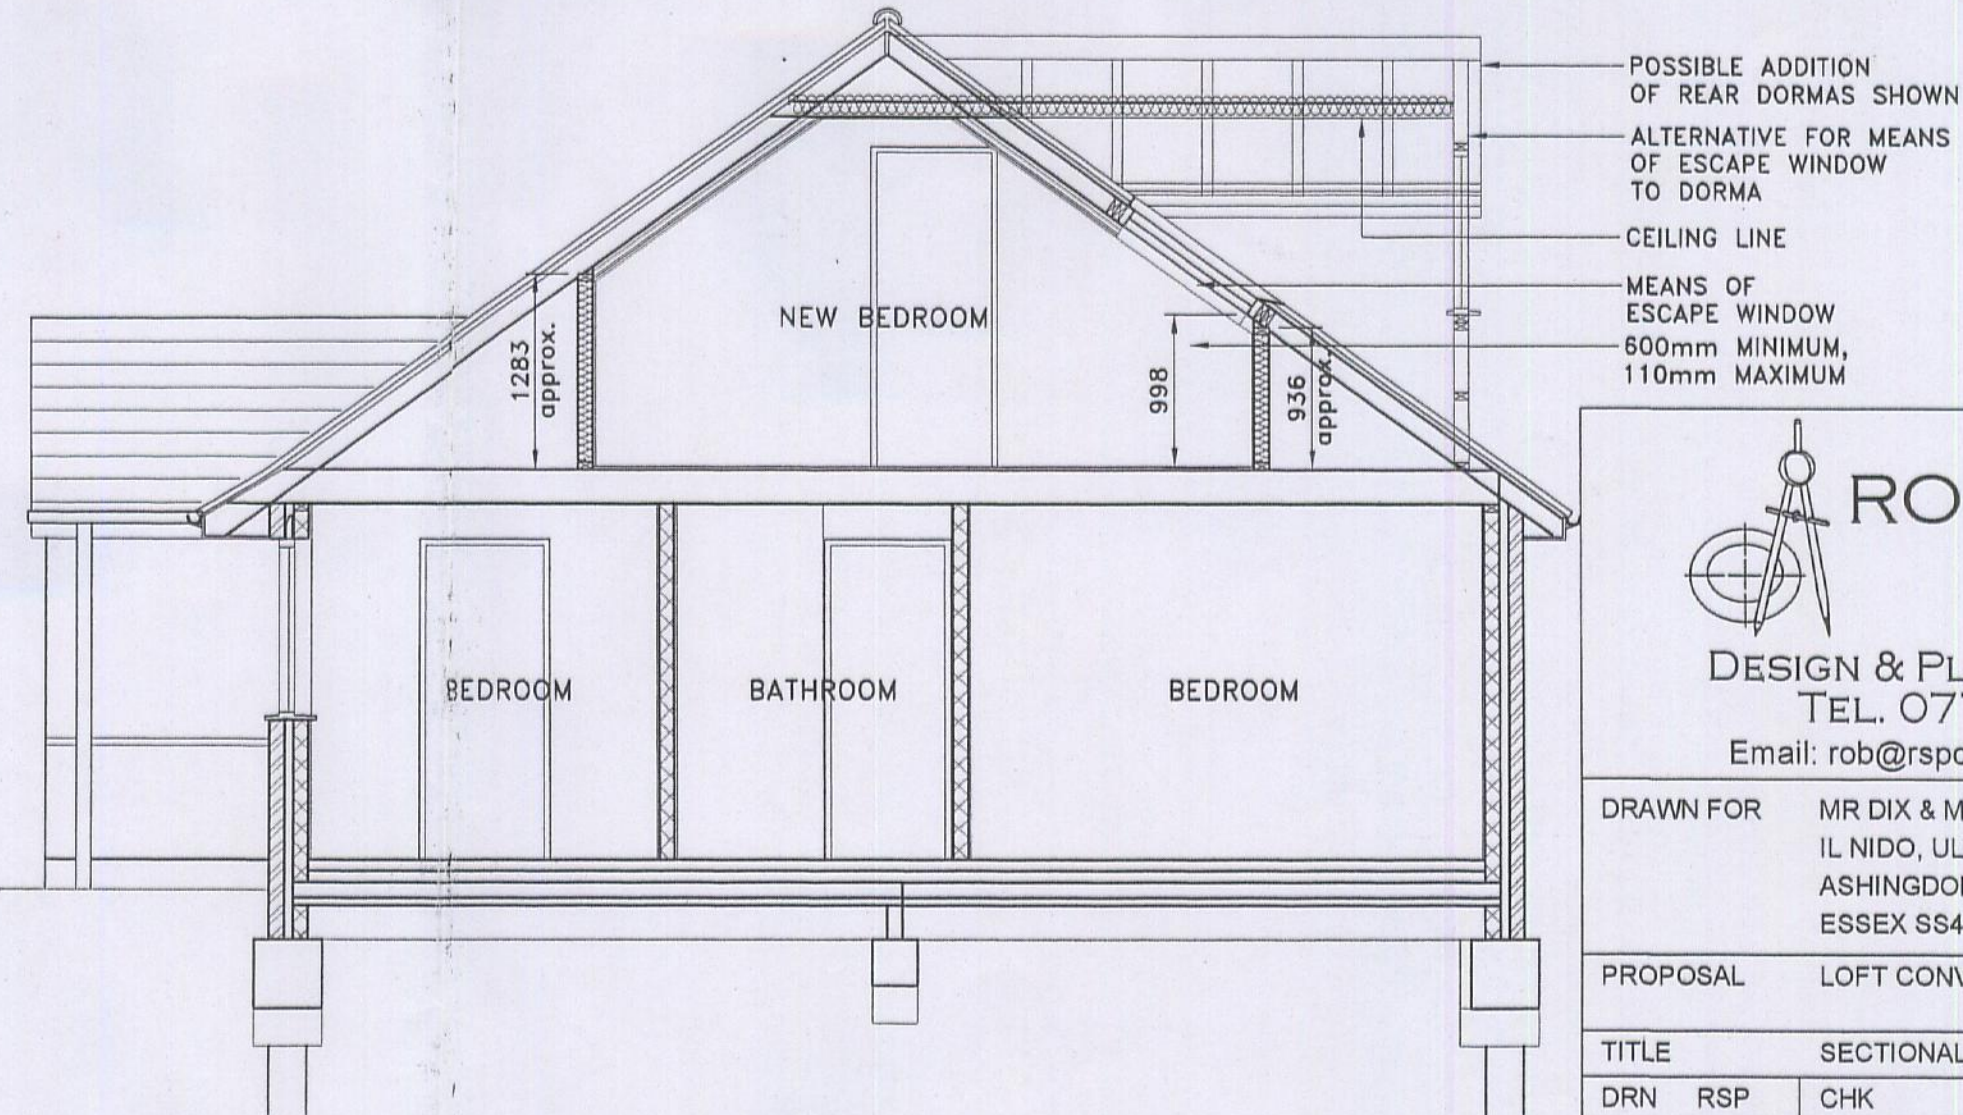 POSSIBLE ADDITION
OF REAR DORMAS SHOWN
ALTERNATIVE FOR MEANS
OF ESCAPE WINDOW
TO DORMA
CEILING LINE
MEANS OF
ESCAPE WINDOW
600mm MINIMUM,
110mm MAXIMUM
NEW BEDROOM
1283
approx.
998
936
approx.
BEDROOM
BATHROOM
BEDROOM
RO
DESIGN & PL
TEL. 07
Email: rob@rsp
DRAWN FOR MR DIX & M
IL NIDO, UL
ASHINGDO
ESSEX SS4
PROPOSAL LOFT CONV
TITLE SECTIONAL
DRN RSP CHK